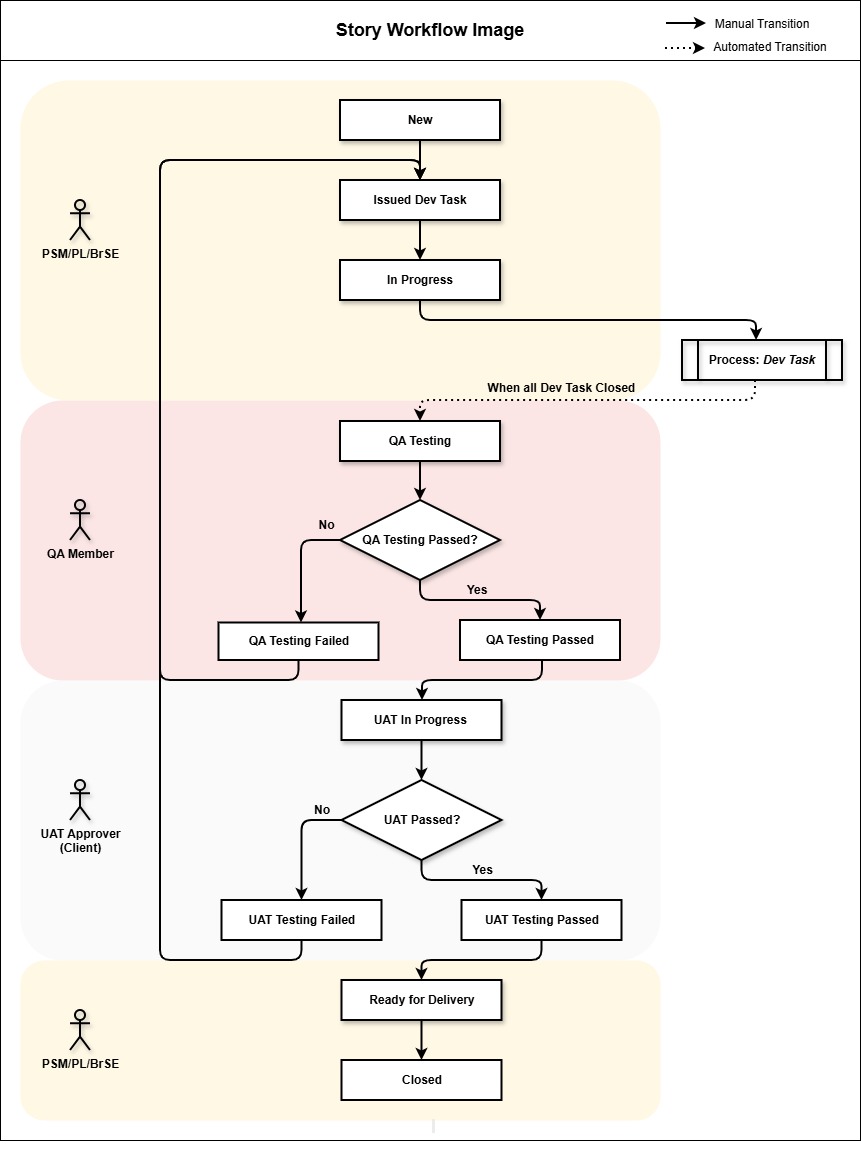 Story Workflow Image
Manual Transition
Automated Transition
New
Issued Dev Task
PSM/PL/BrSE
In Progress
Process: Dev Task
When all Dev Task Closed
QA Testing
QA Member
QA Testing Passed?
No
Yes
QA Testing Failed
QA Testing Passed
UAT In Progress
UAT Approver
(Client)
UAT Passed?
No
Yes
UAT Testing Failed
UAT Testing Passed
Ready for Delivery
PSM/PL/BrSE
Closed